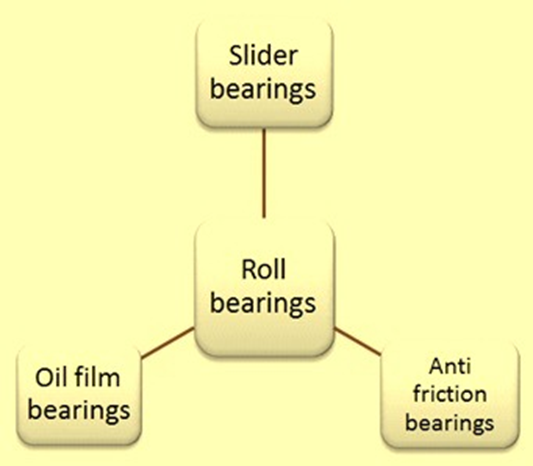 Slider
bearings
Roll
bearings
Oil film
bearings
Anti
friction
bearings